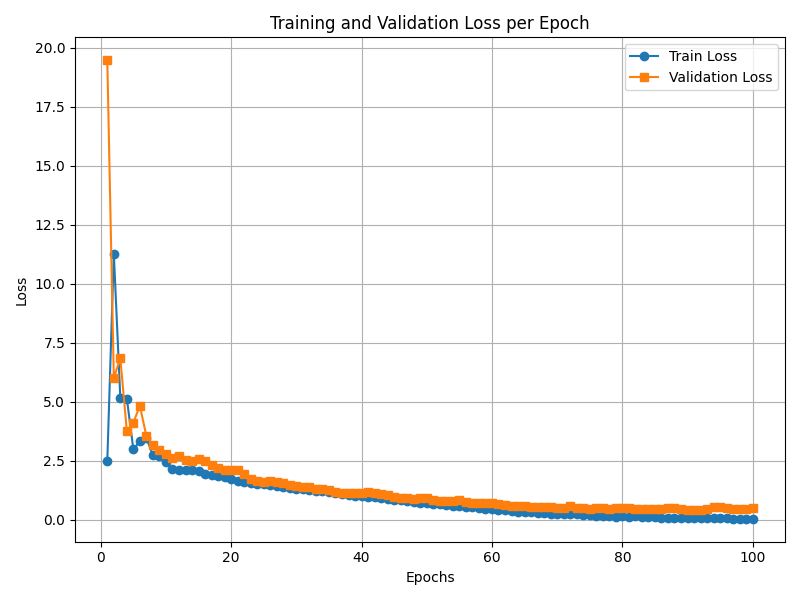 Training and Validation Loss per Epoch
Train Loss
Validation Loss
20.0
17.5
15.0
12.5
10.0
7.5
5.0
2.5
0.0
Loss
0 20 40 60 80 100
Epochs